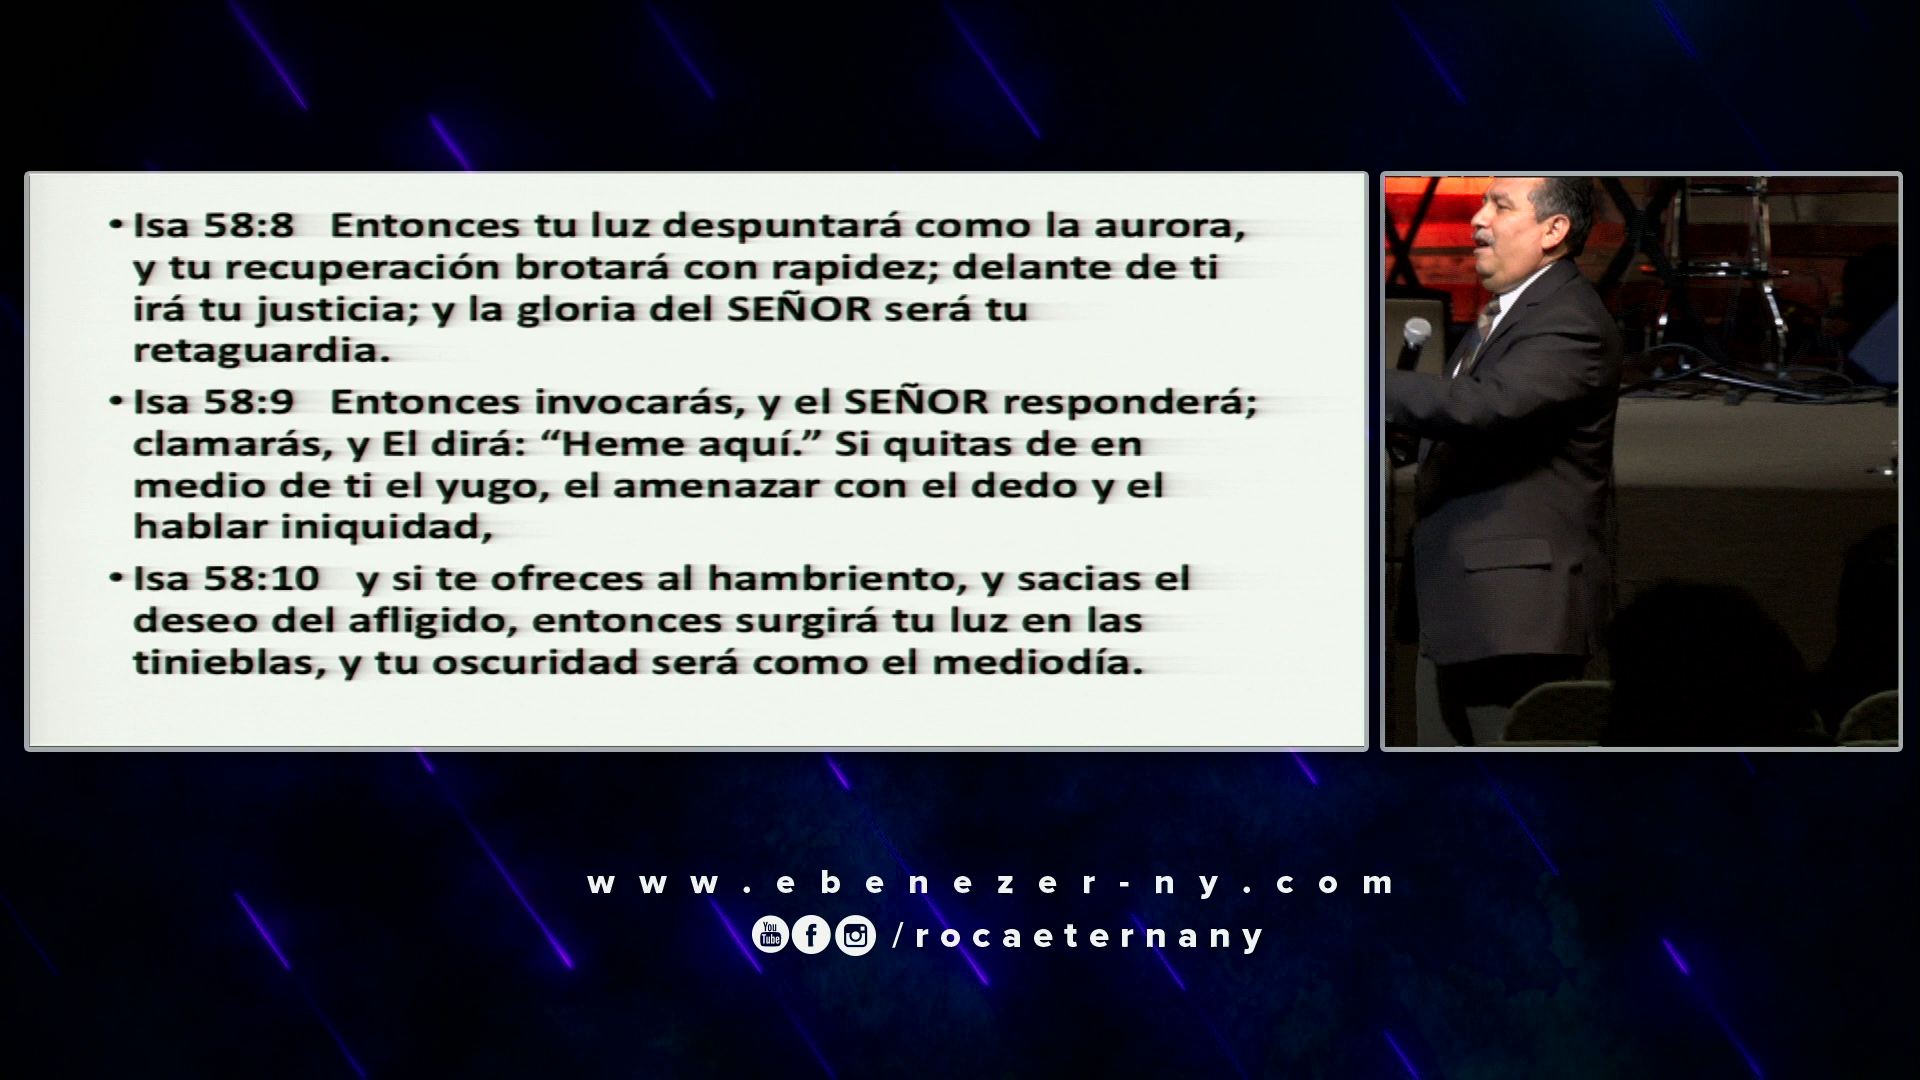 • Isa 58:8 Entonces tu luz despuntará como la aurora,
y tu recuperación brotará con rapidez; delante de ti
irá tu justicia; y la gloria del SEÑOR será tu
retaguardia.
• Isa 58:9 Entonces invocarás, y el SEÑOR responderá;
clamarás, y El dirá: “Heme aquí.” Si quitas de en
medio de ti el yugo, el amenazar con el dedo y el
hablar iniquidad,
• Isa 58:10 y si te ofreces al hambriento, y sacias el
deseo del afligido, entonces surgirá tu luz en las
tinieblas, y tu oscuridad será como el mediodía.
www.ebenezer-ny.com
You Tube f /rocaeternany